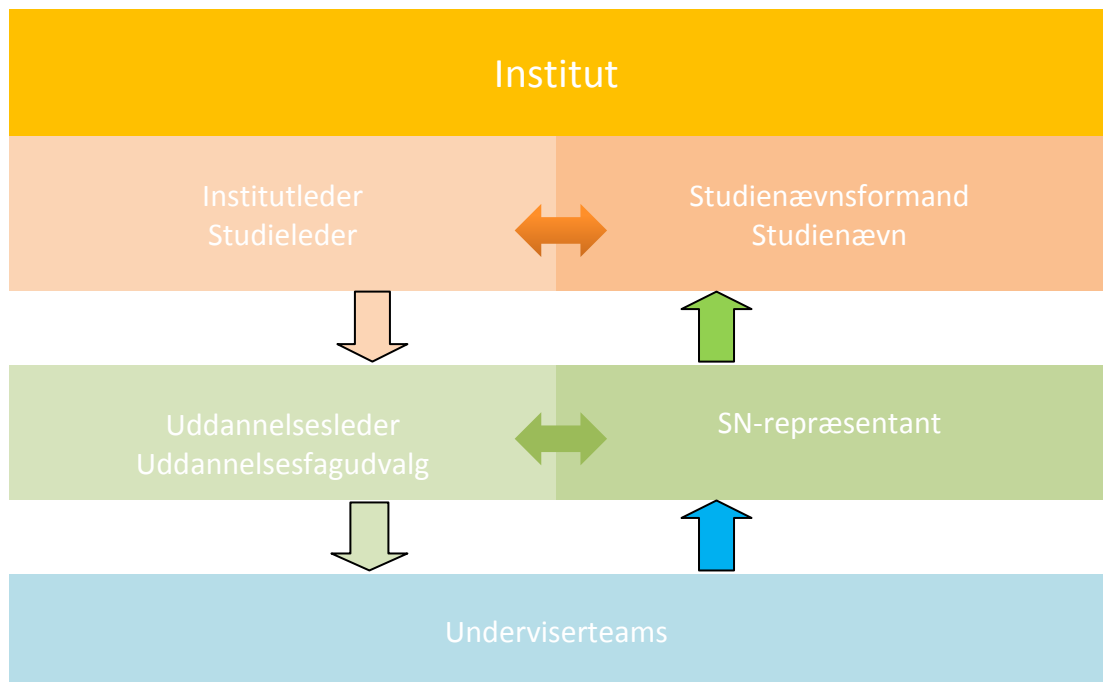 Institut
Institutleder
Studieleder
Studienævnsformand
Studienævn
Uddannelsesleder
Uddannelsesfagudvalg
SN-repræsentant
Underviserteams